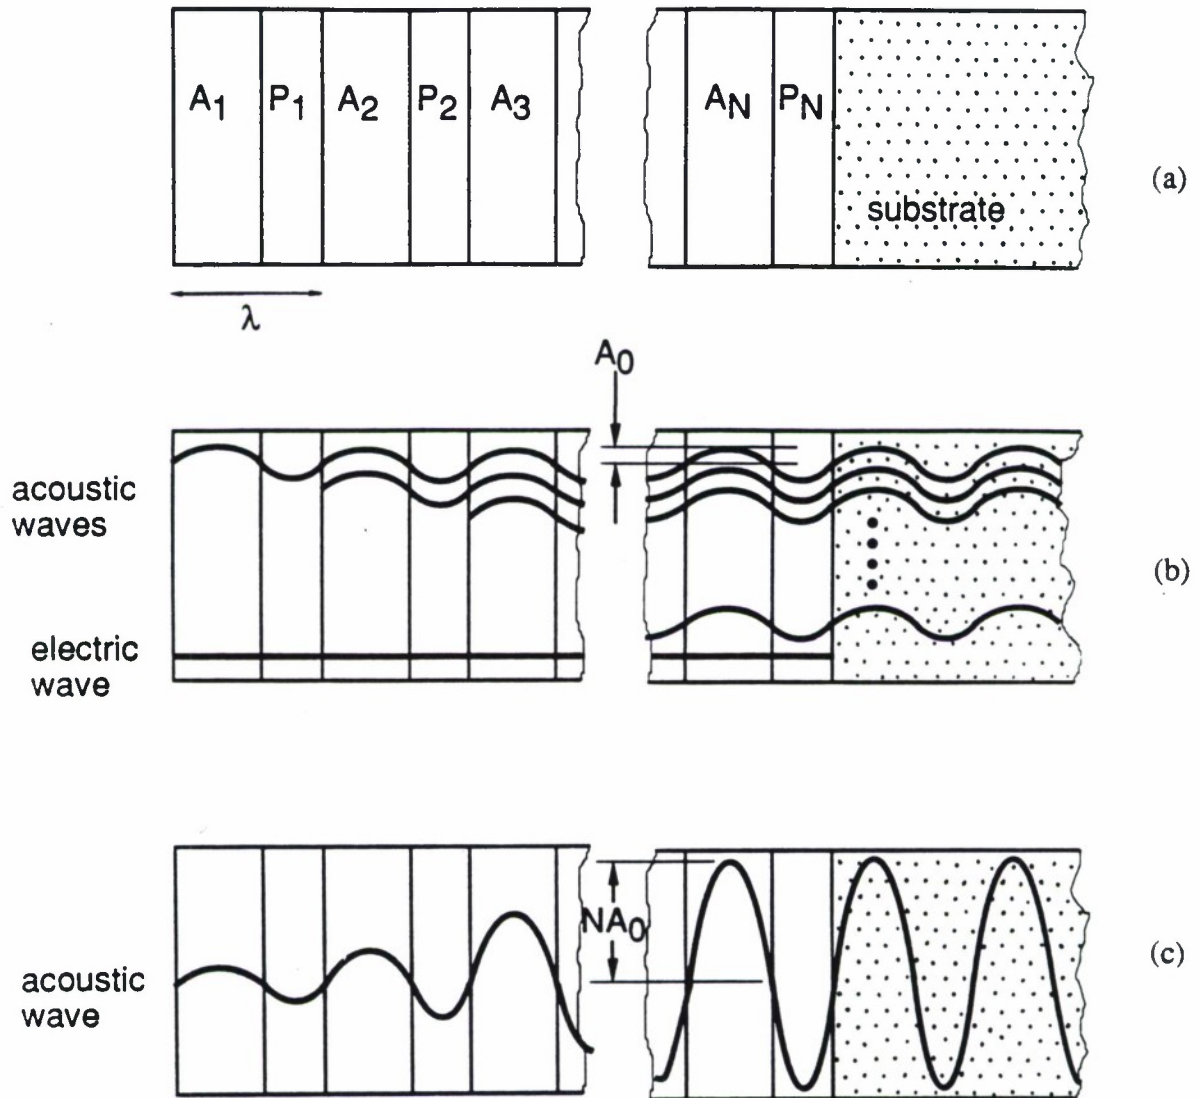 A1 P1 A2 P2 A3 AN PN
substrate
(a)
λ
A0
acoustic
waves
(b)
electric
wave
NA0
acoustic
wave
(c)